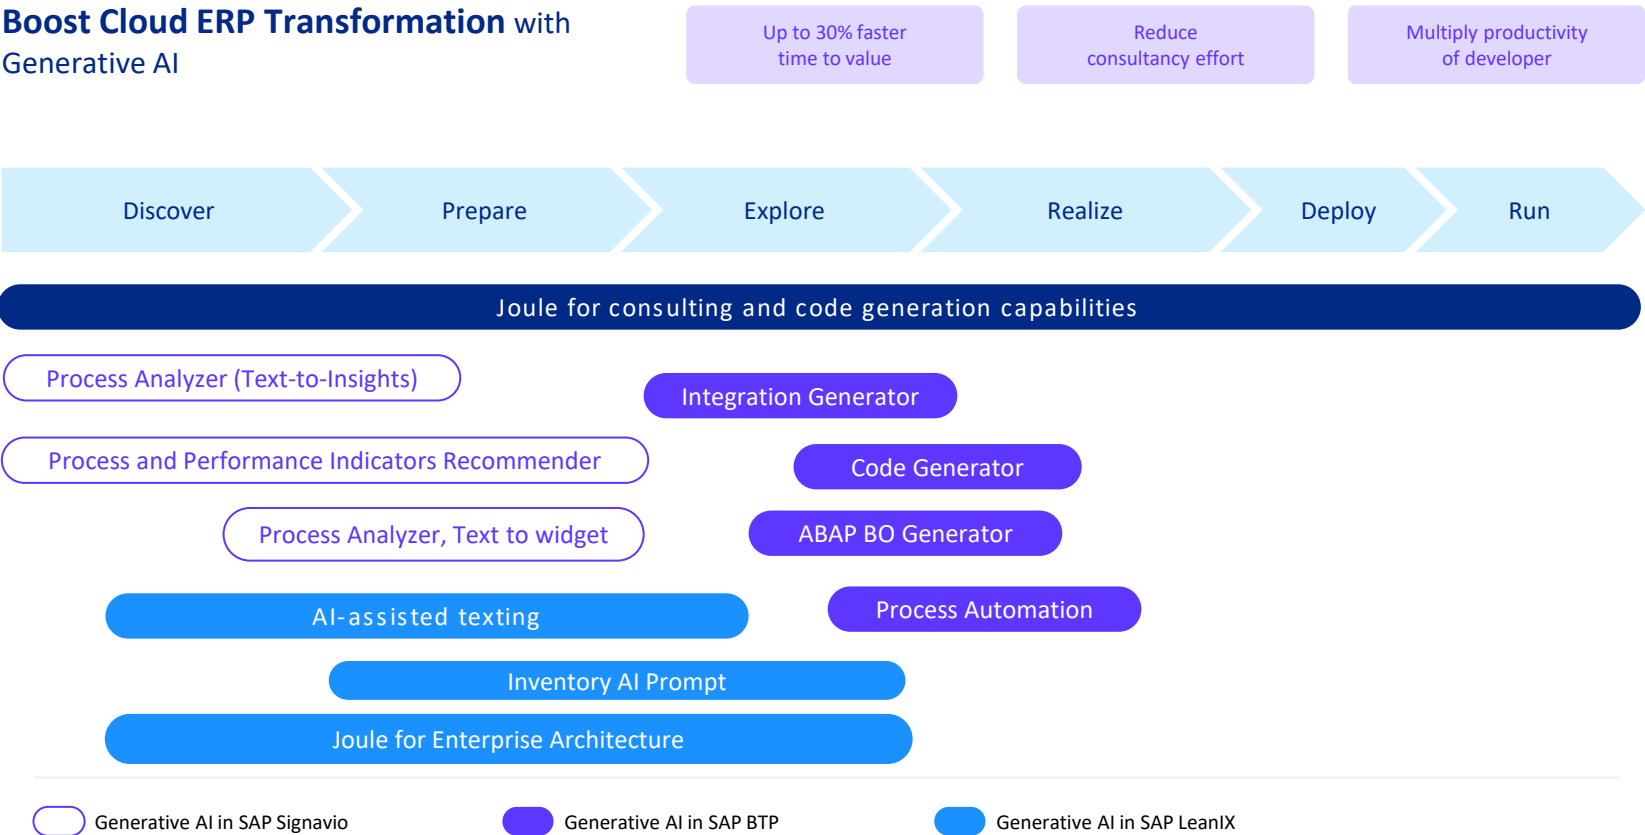 Boost Cloud ERP Transformation with
Generative AI
Up to 30% faster
time to value
Reduce
consultancy effort
Multiply productivity
of developer
Discover
Prepare
Explore
Realize
Deploy
Run
Joule for consulting and code generation capabilities
Process Analyzer (Text-to-Insights)
Integration Generator
Process and Performance Indicators Recommender
Code Generator
Process Analyzer, Text to widget
ABAP BO Generator
AI-assisted texting
Process Automation
Inventory AI Prompt
Joule for Enterprise Architecture
Generative AI in SAP Signavio
Generative AI in SAP BTP
Generative AI in SAP LeanIX